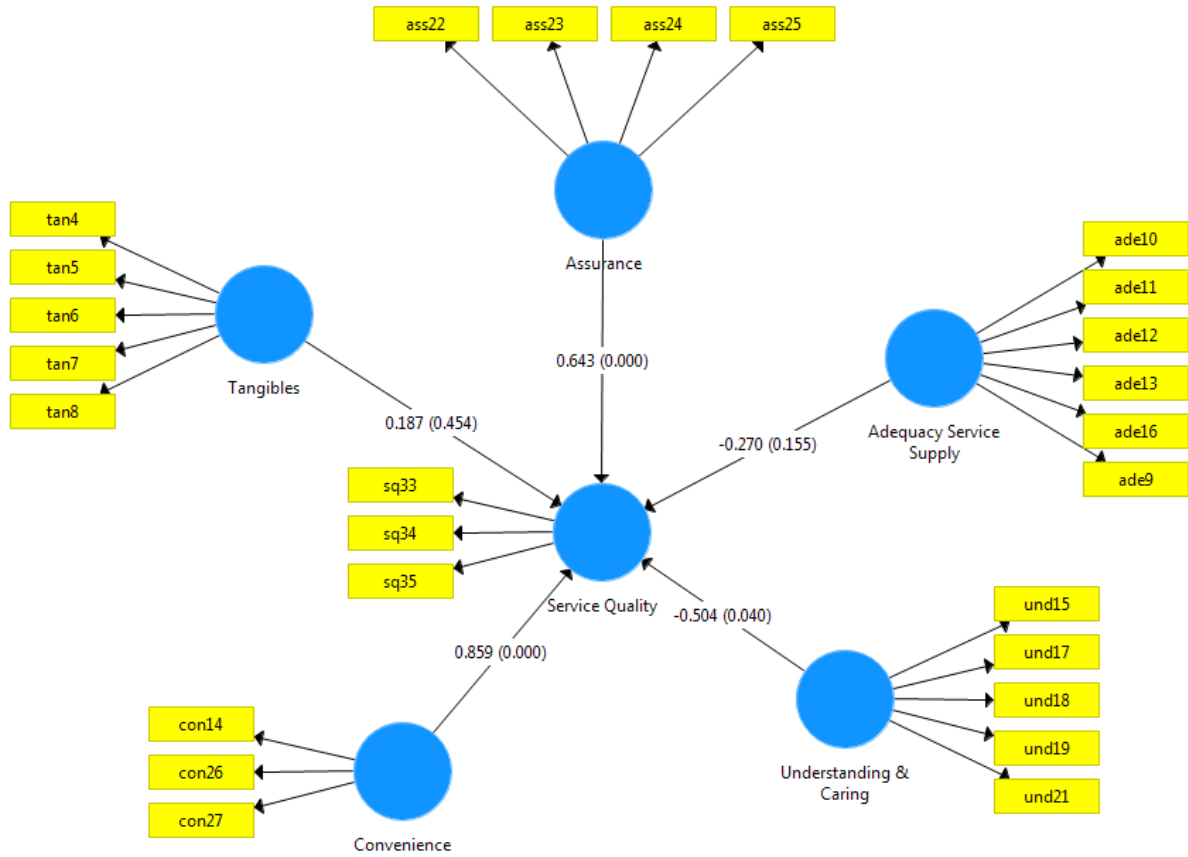 ass22
ass23
ass24
ass25
Assurance
tan4
tan5
tan6
tan7
tan8
Tangibles
ade10
ade11
ade12
ade13
ade16
ade9
Adequacy Service
Supply
0.643 (0.000)
0.187 (0.454)
-0.270 (0.155)
sq33
sq34
sq35
Service Quality
-0.504 (0.040)
0.859 (0.000)
und15
und17
und18
und19
und21
Understanding &
Caring
con14
con26
con27
Convenience